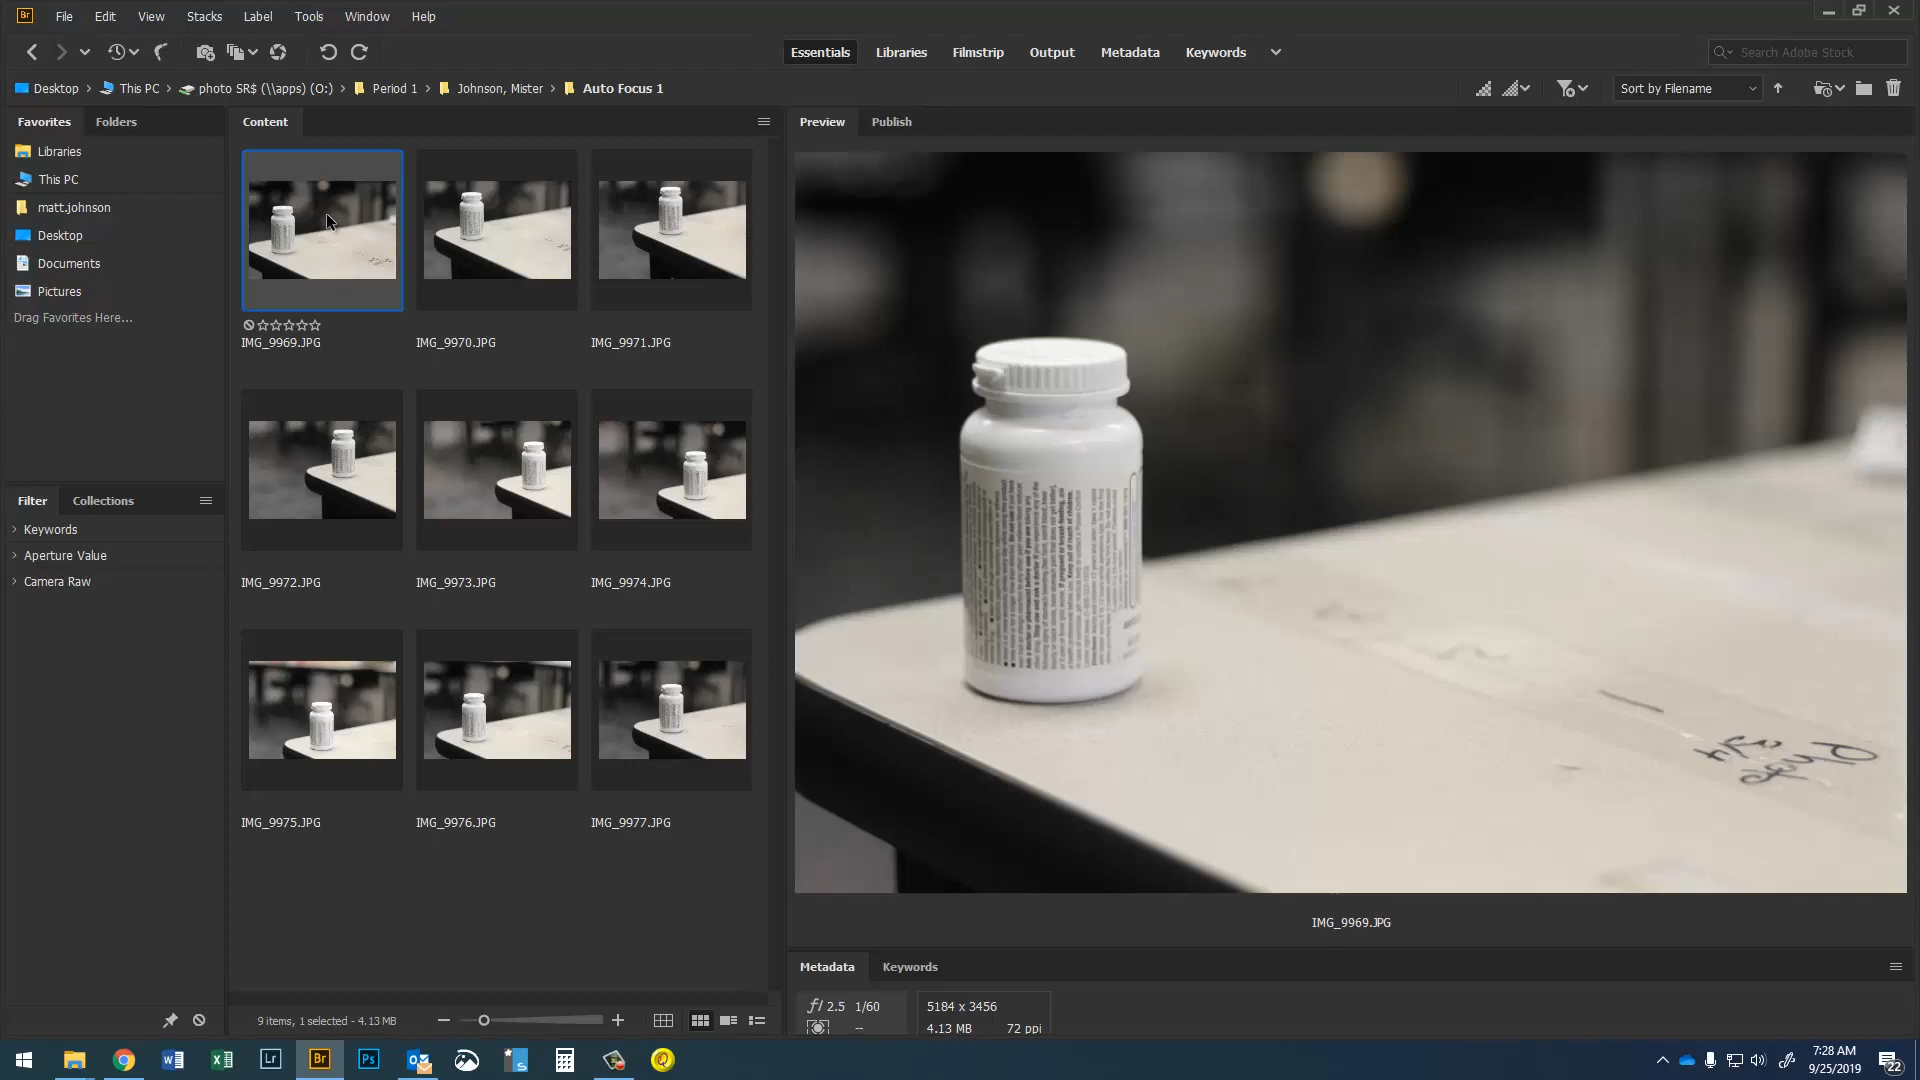 Br File Edit View Stacks Label Tools Window Help
Essentials Libraries Filmstrip Output Metadata Keywords
Search Adobe Stock
Desktop > This PC > photo SR$ (\\apps) (O:) > Period 1 > Johnson, Mister > Auto Focus 1
Sort by Filename
Favorites Folders
Libraries
This PC
matt.johnson
Desktop
Documents
Pictures
Drag Favorites Here...
Filter Collections
Keywords
Aperture Value
Camera Raw
Content
IMG_9969.JPG IMG_9970.JPG IMG_9971.JPG
IMG_9972.JPG IMG_9973.JPG IMG_9974.JPG
IMG_9975.JPG IMG_9976.JPG IMG_9977.JPG
9 items, 1 selected - 4.13 MB
Preview Publish
IMG_9969.JPG
Metadata Keywords
f/ 2.5 1/60
--
5184 x 3456
4.13 MB 72 ppi
Lr Br Ps
7:28 AM
9/25/2019
22